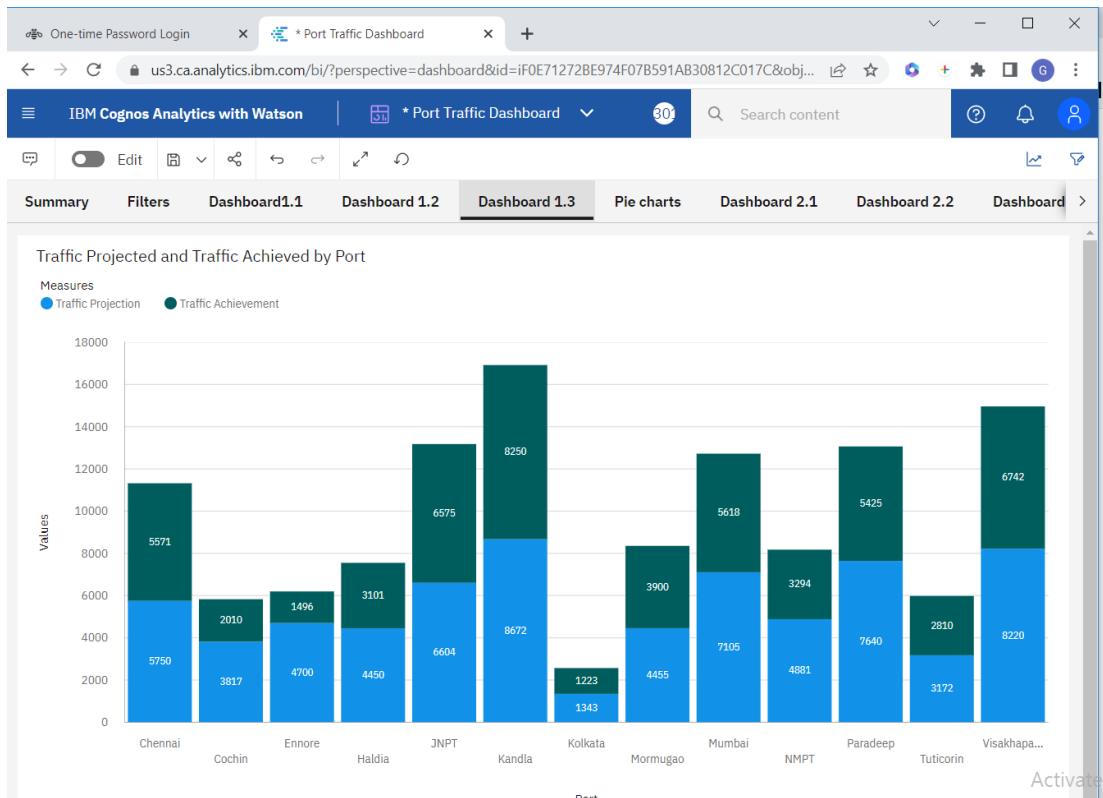 One-time Password Login
* Port Traffic Dashboard
us3.ca.analytics.ibm.com/bi/?perspective=dashboard&id=iF0E71272BE974F07B591AB30812C017C&obj...
G
IBM Cognos Analytics with Watson
* Port Traffic Dashboard
30
Search content
Edit
Summary Filters Dashboard1.1 Dashboard 1.2 Dashboard 1.3 Pie charts Dashboard 2.1 Dashboard 2.2 Dashboard
Traffic Projected and Traffic Achieved by Port
Measures
Traffic Projection Traffic Achievement
Values
18000
16000
14000
12000
10000
8000
6000
4000
2000
0
5571 2010 1496 3101 6575 8250 1223 3900 5618 3294 5425 2810 6742
5750 3817 4700 4450 6604 8672 1343 4455 7105 4881 7640 3172 8220
Chennai Cochin Ennore Haldia JNPT Kandla Kolkata Mormugao Mumbai NMPT Paradeep Tuticorin Visakhapa...
Activate